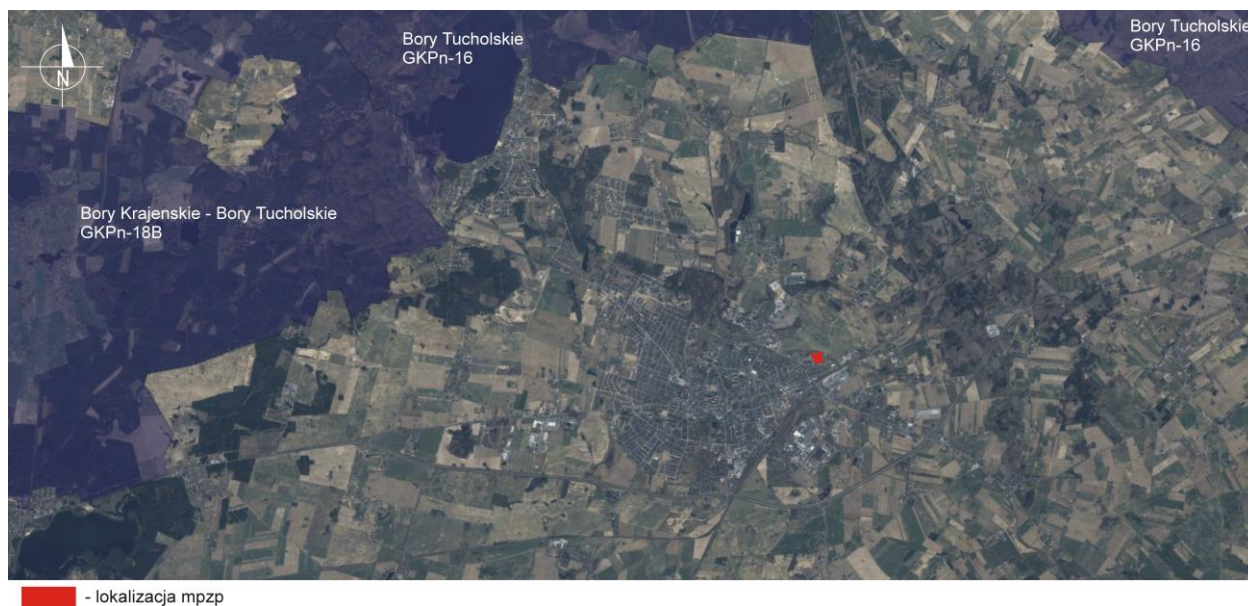 Bory Tucholskie
GKPn-16
Bory Tucholskie
GKPn-16
N
Bory Krajenskie - Bory Tucholskie
GKPn-18B
- lokalizacja mpzp